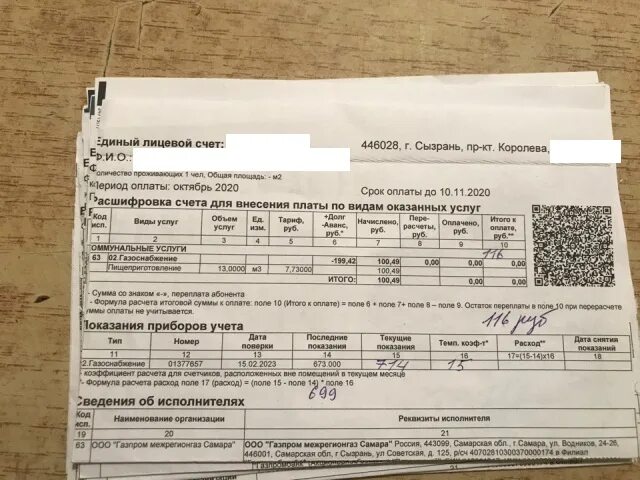 Единый лицевой счет:
446028, г. Сызрань, пр-кт. Королева,
Ф.И.О.:
Количество проживающих 1 чел, Общая площадь: - м2
Период оплаты: октябрь 2020
Срок оплаты до 10.11.2020
Расшифровка счета для внесения платы по видам оказанных услуг
Код исп. Виды услуг Объем услуг Ед. изм. Тариф, руб. +Долг -Аванс, руб.* Начислено, руб. Пере- расчеты, руб. Оплачено, руб. Итого к оплате, руб.**
1 2 3 4 5 6 7 8 9 10
КОММУНАЛЬНЫЕ УСЛУГИ 116
63 02.Газоснабжение -199,42 100,49 0,00 0,00 0,00
Пищеприготовление 13,0000 м3 7,73000 100,49
ИТОГО: 100,49 0,00 0,00 0,00
- Сумма со знаком «-», переплата абонента
- Формула расчета итоговой суммы к оплате: поле 10 (Итого к оплате) = поле 6 + поле 7+ поле 8 – поле 9. Остаток переплаты в поле 10 при перерасчете
суммы оплаты не учитывается.
116 руб
Показания приборов учета
Тип Номер Дата поверки Последние показания Текущие показания Темп. коэф-т* Расход** Дата снятия показаний
11 12 13 14 15 16 17=(15-14)x16 18
02.Газоснабжение 01377657 15.02.2023 673.000 714 15
коэффициент расчета для счетчиков, расположенных вне помещений в текущем месяце
- Формула расчета расход поле 17 (расход) = (поле 15 - поле 14) * поле 16
699
Сведения об исполнителях
Код исп. Наименование организации Реквизиты исполнителя
19 20 21
63 ООО "Газпром межрегионгаз Самара" ООО "Газпром межрегионгаз Самара" Россия, 443099, Самарская обл., г Самара, ул. Водников, 24-26,
446001, Самарская обл, г Сызрань, ул Советская, д. 125, р/сч 40702810300370000174 в Филиал